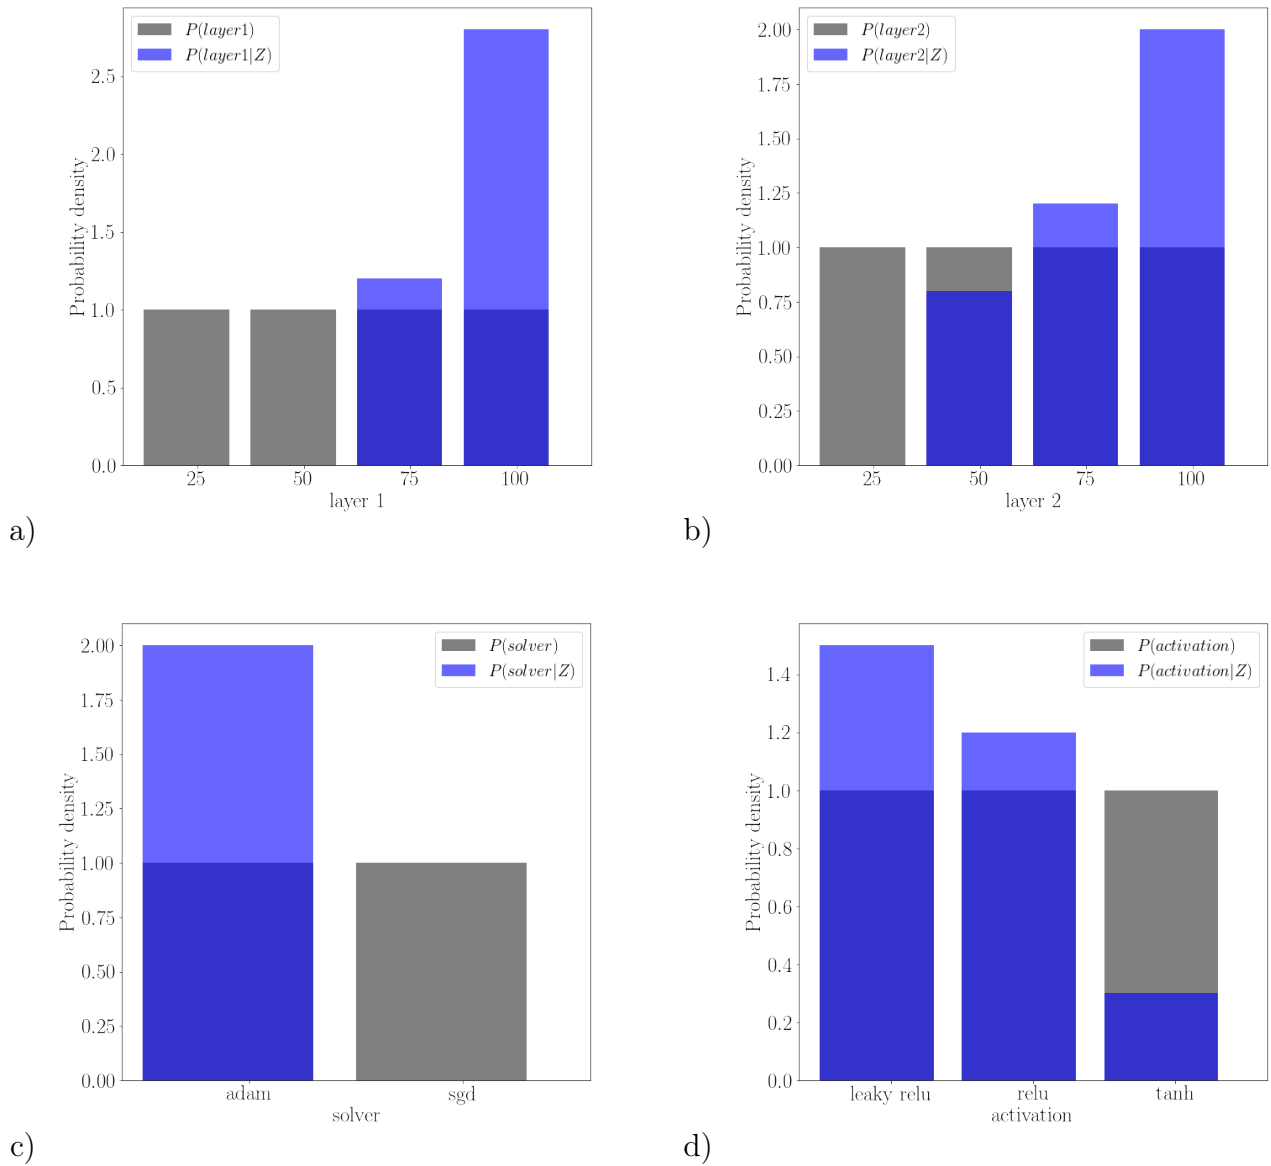 P(layer1)
P(layer1|Z)
2.5
2.0
1.5
1.0
0.5
0.0
Probability density
25 50 75 100
layer 1
a)
P(layer2)
P(layer2|Z)
2.00
1.75
1.50
1.25
1.00
0.75
0.50
0.25
0.00
Probability density
25 50 75 100
layer 2
b)
P(solver)
P(solver|Z)
2.00
1.75
1.50
1.25
1.00
0.75
0.50
0.25
0.00
Probability density
adam sgd
solver
c)
P(activation)
P(activation|Z)
1.4
1.2
1.0
0.8
0.6
0.4
0.2
0.0
Probability density
leaky relu relu tanh
activation
d)